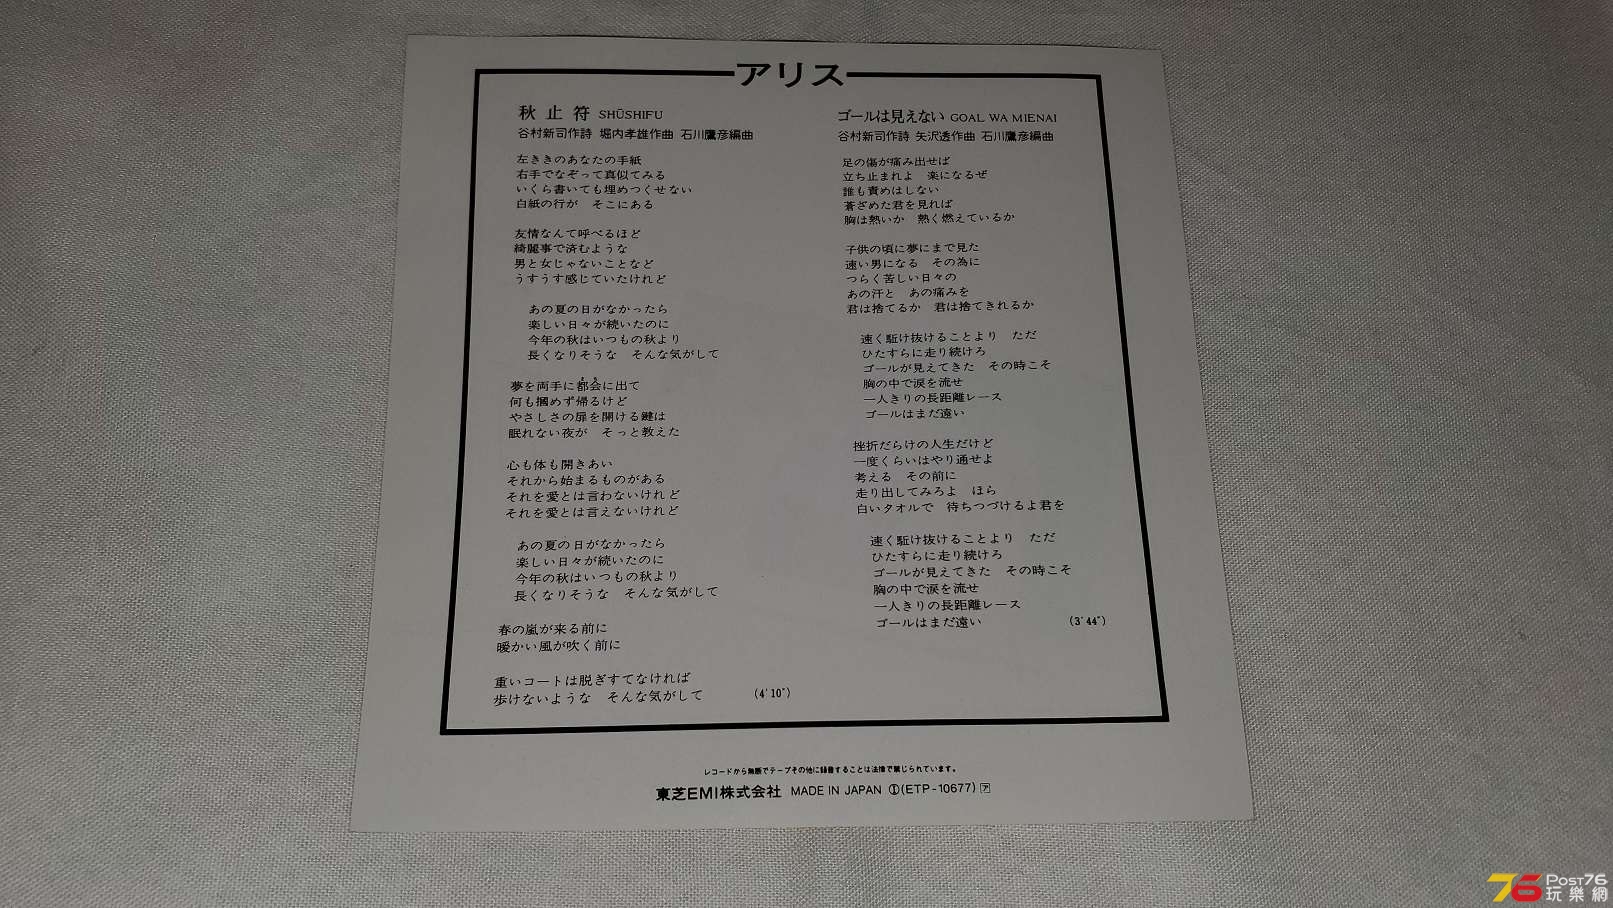 アリス
秋止符 SHŪSHIFU
谷村新司作詩 堀内孝雄作曲 石川鷹彦編曲
左ききのあなたの手紙
右手でなぞって真似てみる
いくら書いても埋めつくせない
白紙の行が　そこにある
友情なんて呼べるほど
綺麗事で済むような
男と女じゃないことなど
うすうす感じていたけれど
あの夏の日がなかったら
楽しい日々が続いたのに
今年の秋はいつもの秋より
長くなりそうな　そんな気がして
夢を両手に都会に出て
何も摑めず帰るけど
やさしさの扉を開ける鍵は
眠れない夜が　そっと教えた
心も体も開きあい
それから始まるものがある
それを愛とは言わないけれど
それを愛とは言えないけれど
あの夏の日がなかったら
楽しい日々が続いたのに
今年の秋はいつもの秋より
長くなりそうな　そんな気がして
春の嵐が来る前に
暖かい風が吹く前に
重いコートは脱ぎすてなければ
歩けないような　そんな気がして　(4'10")
ゴールは見えない GOAL WA MIENAI
谷村新司作詩 矢沢透作曲 石川鷹彦編曲
足の傷が痛み出せば
立ち止まれよ　楽になるぜ
誰も責めはしない
蒼ざめた君を見れば
胸は熱いか　熱く燃えているか
子供の頃に夢にまで見た
速い男になる　その為に
つらく苦しい日々の
あの汗と　あの痛みを
君は捨てるか　君は捨てきれるか
速く駈け抜けることより　ただ
ひたすらに走り続けろ
ゴールが見えてきた　その時こそ
胸の中で涙を流せ
一人きりの長距離レース
ゴールはまだ遠い
挫折だらけの人生だけど
一度くらいはやり通せよ
考える　その前に
走り出してみろよ　ほら
白いタオルで　待ちつづけるよ君を
速く駈け抜けることより　ただ
ひたすらに走り続けろ
ゴールが見えてきた　その時こそ
胸の中で涙を流せ
一人きりの長距離レース
ゴールはまだ遠い　(3'44")
レコードから無断でテープその他に録音することは法律で禁じられています。
東芝EMI株式会社 MADE IN JAPAN Ⓘ(ETP-10677) ア
76 POST76
玩樂網